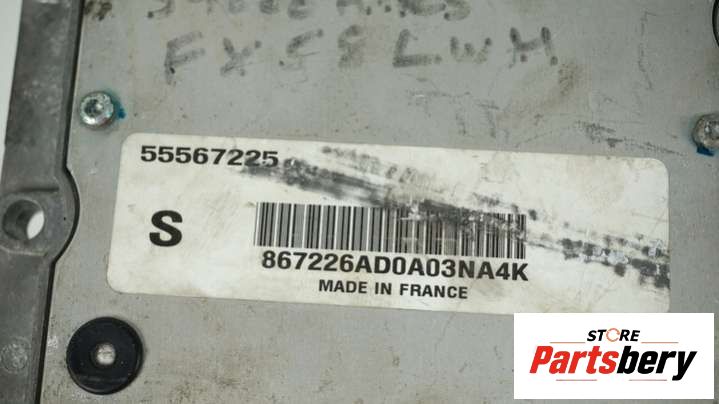 FX58LWH
55567225
S
867226AD0A03NA4K
MADE IN FRANCE
STORE
Partsbery